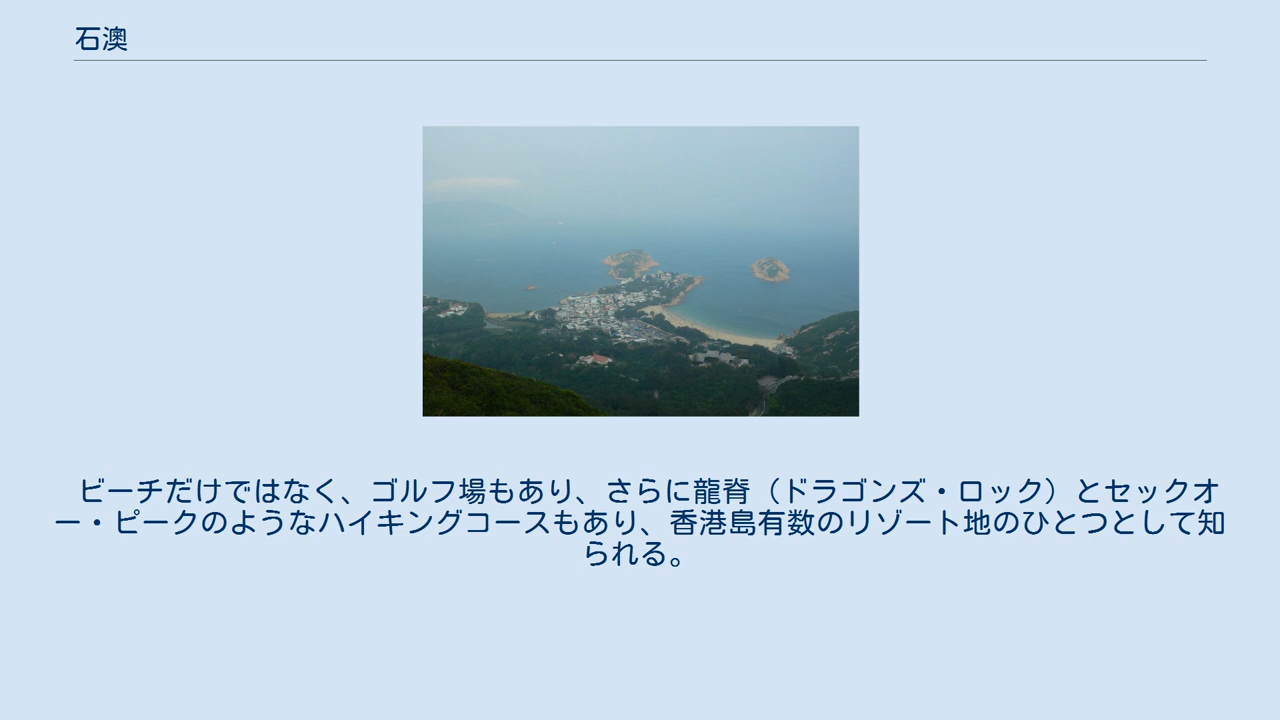 石澳
ビーチだけではなく、ゴルフ場もあり、さらに龍脊（ドラゴンズ・ロック）とセックオ
ー・ピークのようなハイキングコースもあり、香港島有数のリゾート地のひとつとして知
られる。